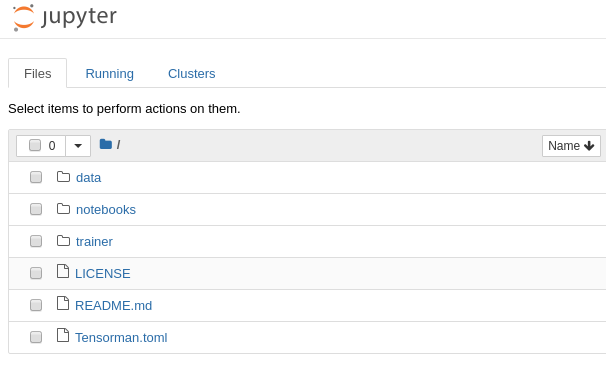 jupyter
Files Running Clusters
Select items to perform actions on them.
0 / Name
data
notebooks
trainer
LICENSE
README.md
Tensorman.toml